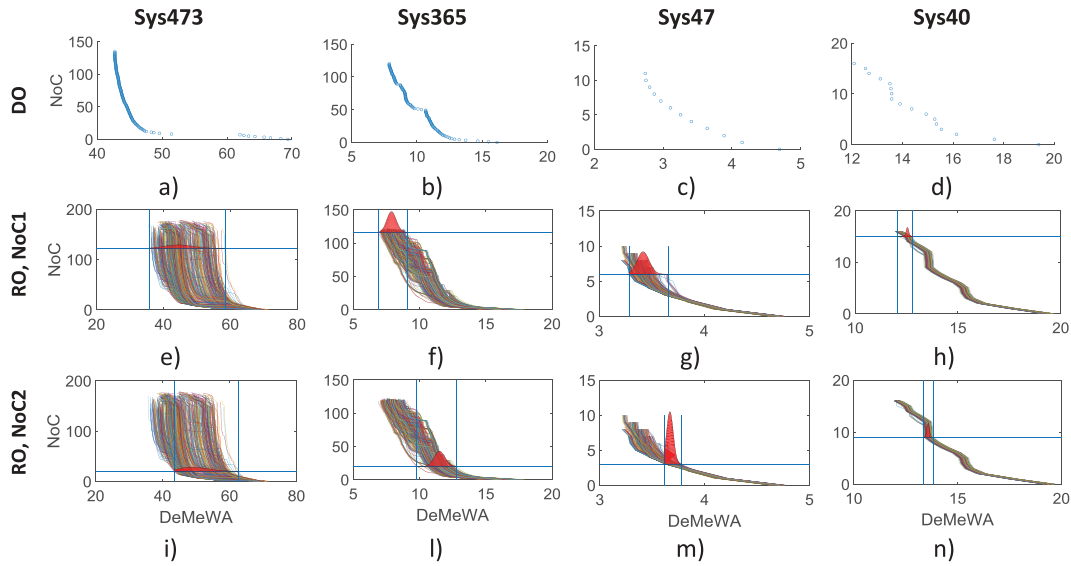 Sys473 Sys365 Sys47 Sys40
DO
NoC
150
100
50
0
40 50 60 70
a)
150
100
50
0
5 10 15 20
b)
15
10
5
0
2 3 4 5
c)
20
15
10
5
0
12 14 16 18 20
d)
RO, NoC1
NoC
200
100
0
20 40 60 80
e)
150
100
50
0
5 10 15 20
f)
15
10
5
0
3 4 5
g)
20
10
0
10 15 20
h)
RO, NoC2
NoC
200
100
0
20 40 60 80
DeMeWA
i)
150
100
50
0
5 10 15 20
DeMeWA
l)
15
10
5
0
3 4 5
DeMeWA
m)
20
10
0
10 15 20
DeMeWA
n)